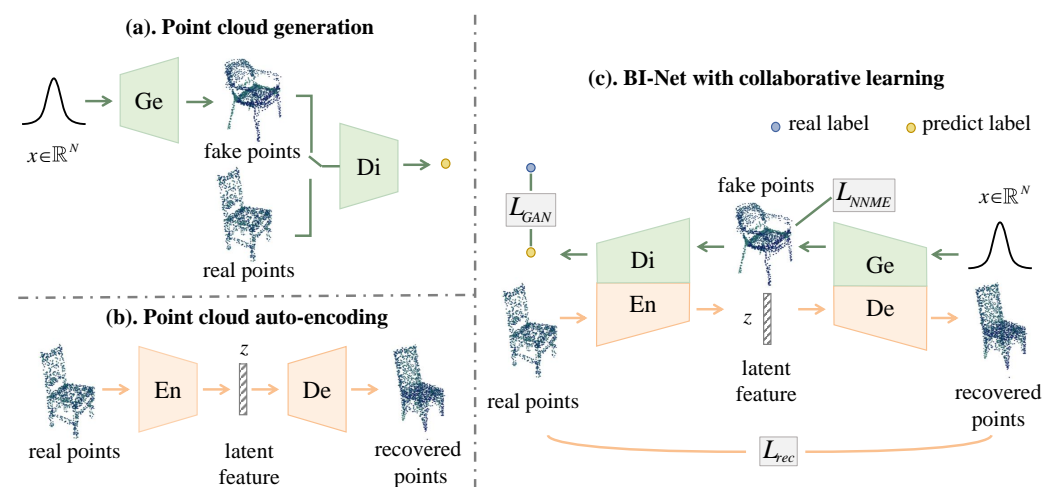 (a). Point cloud generation
Ge
x∈ℝ^N
fake points
Di
real points
(b). Point cloud auto-encoding
z
En
De
real points
latent
feature
recovered
points
(c). BI-Net with collaborative learning
real label
predict label
fake points
L_NNME
x∈ℝ^N
L_GAN
Di
Ge
En
z
De
real points
latent
feature
recovered
points
L_rec